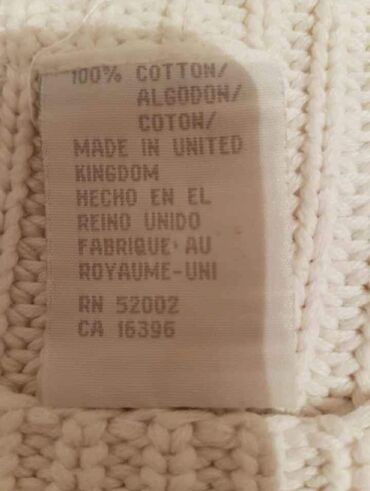 100% COTTON/
ALGODON/
COTON/
MADE IN UNITED
KINGDOM
HECHO EN EL
REINO UNIDO
FABRIQUE AU
ROYAUME-UNI
RN 52002
CA 16396